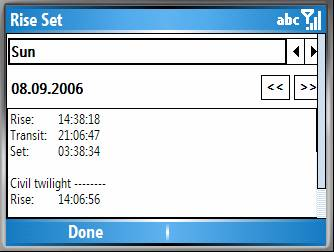 Rise Set abc
Sun
08.09.2006 << >>
Rise: 14:38:18
Transit: 21:06:47
Set: 03:38:34
Civil twilight --------
Rise: 14:06:56
Done